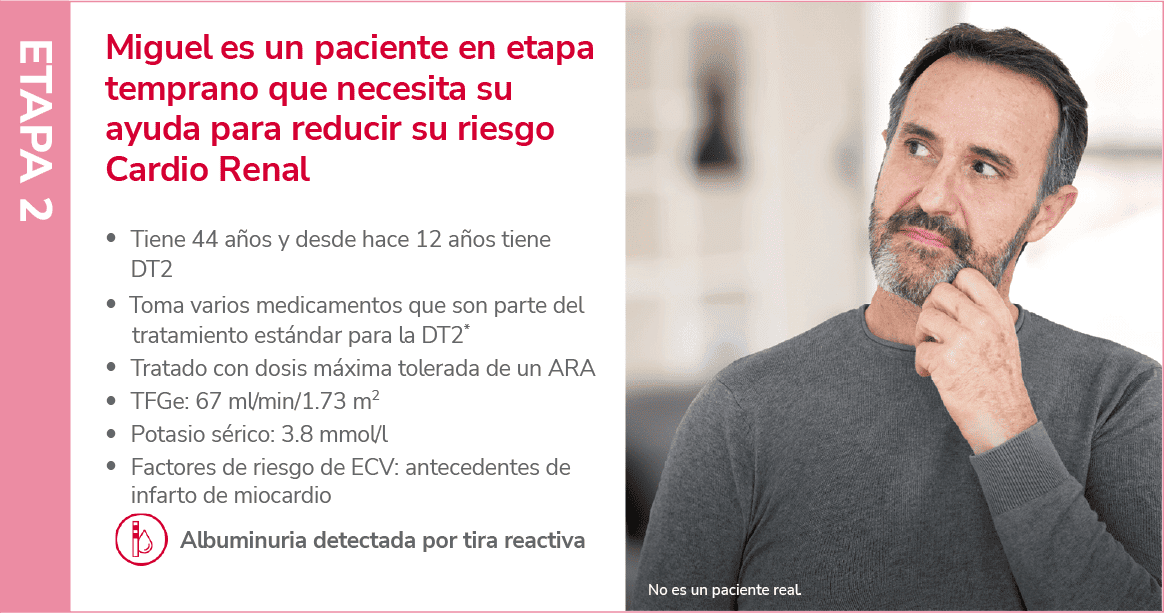 ETAPA 2
Miguel es un paciente en etapa
temprano que necesita su
ayuda para reducir su riesgo
Cardio Renal
• Tiene 44 años y desde hace 12 años tiene
DT2
• Toma varios medicamentos que son parte del
tratamiento estándar para la DT2*
• Tratado con dosis máxima tolerada de un ARA
• TFGe: 67 ml/min/1.73 m²
• Potasio sérico: 3.8 mmol/l
• Factores de riesgo de ECV: antecedentes de
infarto de miocardio
Albuminuria detectada por tira reactiva
No es un paciente real.